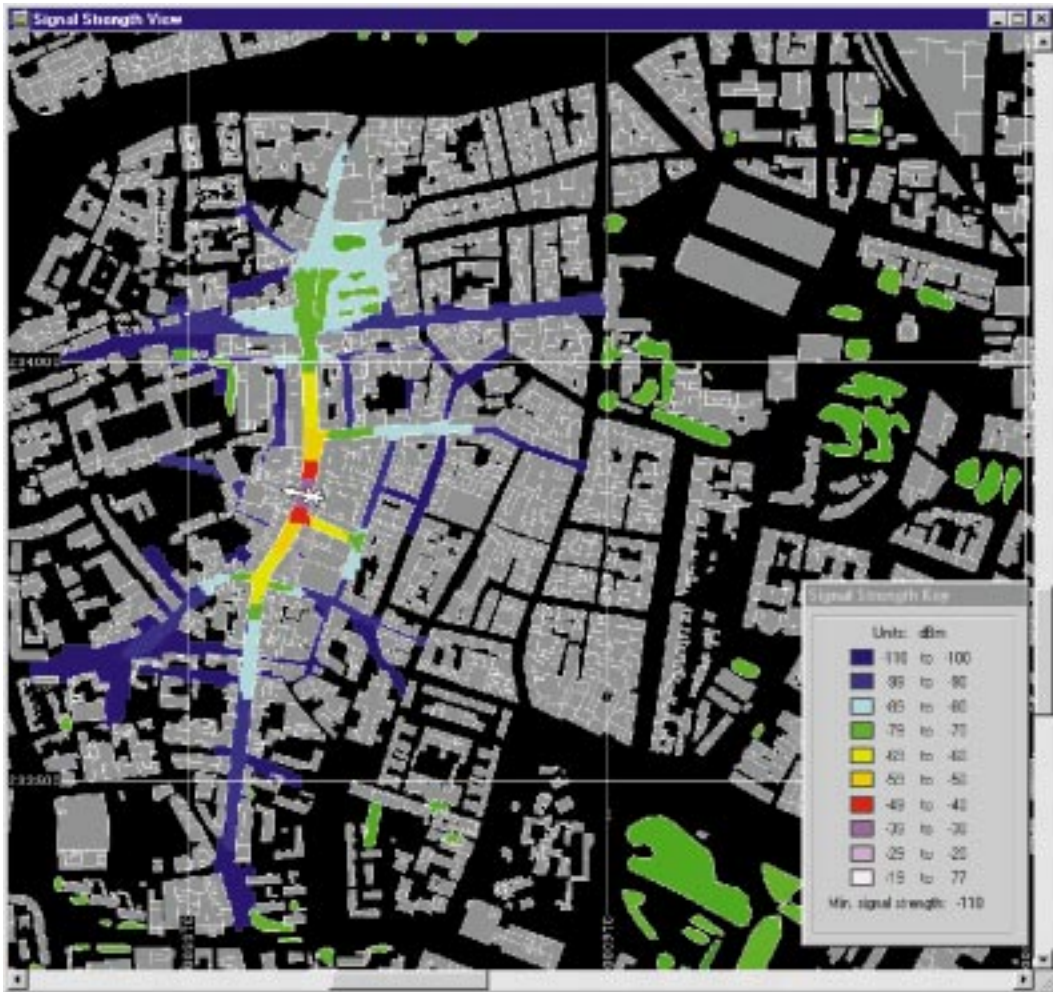 Signal Strength View
Signal Strength Key
Units: dBm
-110 to -100
-99 to -90
-89 to -80
-79 to -70
-69 to -60
-59 to -50
-49 to -40
-39 to -30
-29 to -20
-19 to 77
Min. signal strength: -110